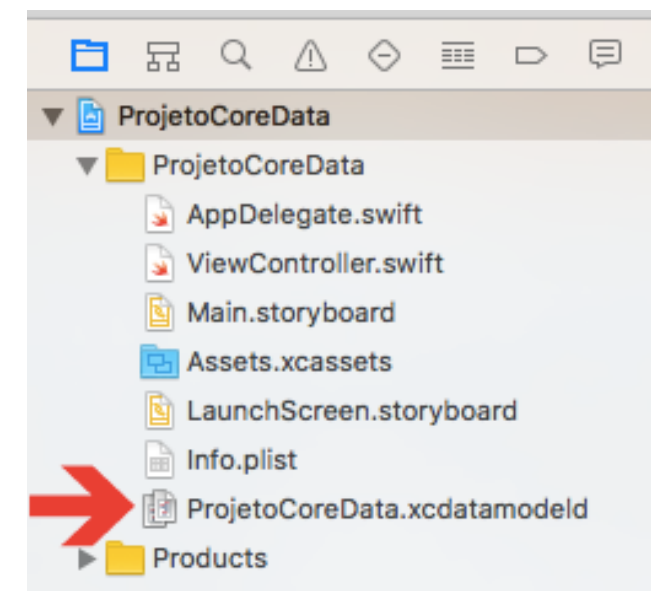 ProjetoCoreData
ProjetoCoreData
AppDelegate.swift
ViewController.swift
Main.storyboard
Assets.xcassets
LaunchScreen.storyboard
Info.plist
ProjetoCoreData.xcdatamodeld
Products